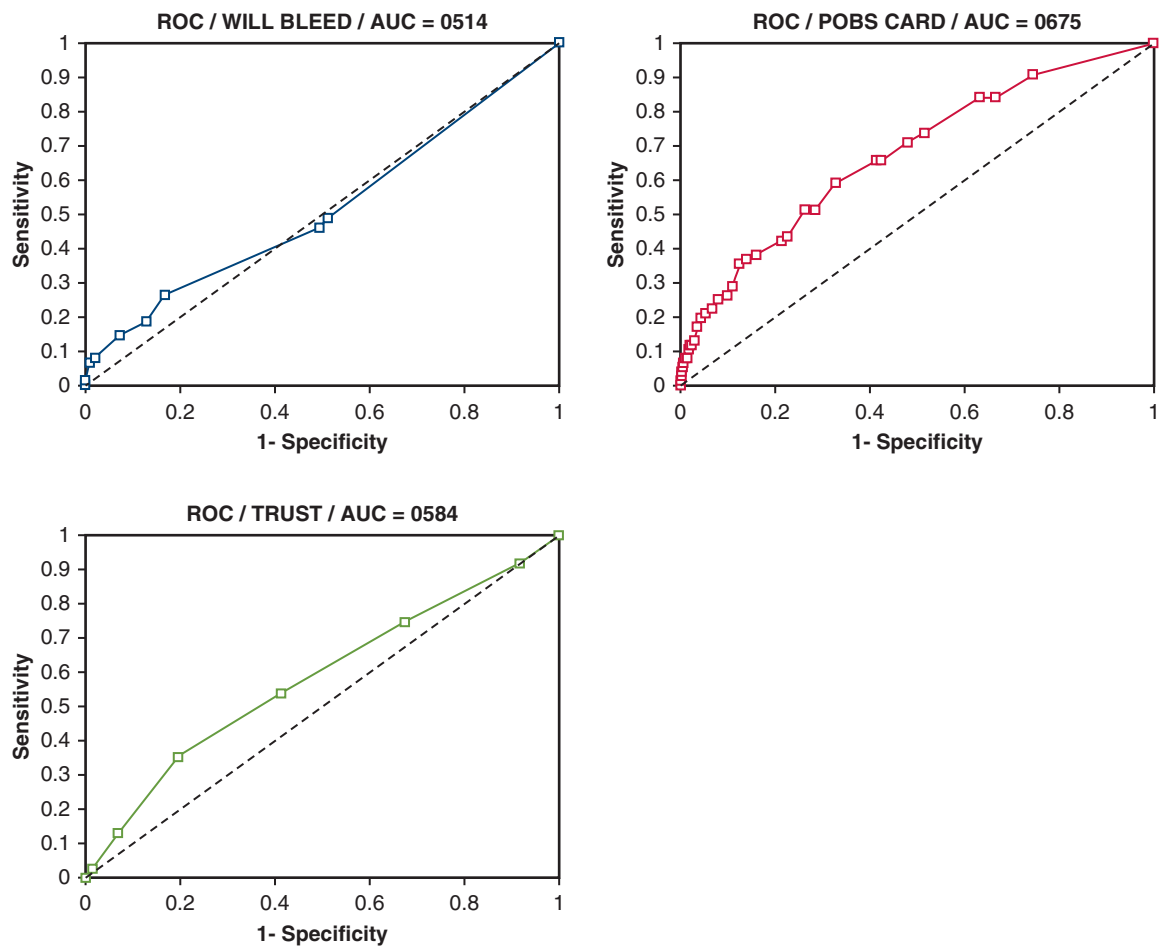 ROC / WILL BLEED / AUC = 0514
1
0.9
0.8
0.7
0.6
0.5
0.4
0.3
0.2
0.1
0
Sensitivity
0 0.2 0.4 0.6 0.8 1
1- Specificity
ROC / POBS CARD / AUC = 0675
1
0.9
0.8
0.7
0.6
0.5
0.4
0.3
0.2
0.1
0
Sensitivity
0 0.2 0.4 0.6 0.8 1
1- Specificity
ROC / TRUST / AUC = 0584
1
0.9
0.8
0.7
0.6
0.5
0.4
0.3
0.2
0.1
0
Sensitivity
0 0.2 0.4 0.6 0.8 1
1- Specificity